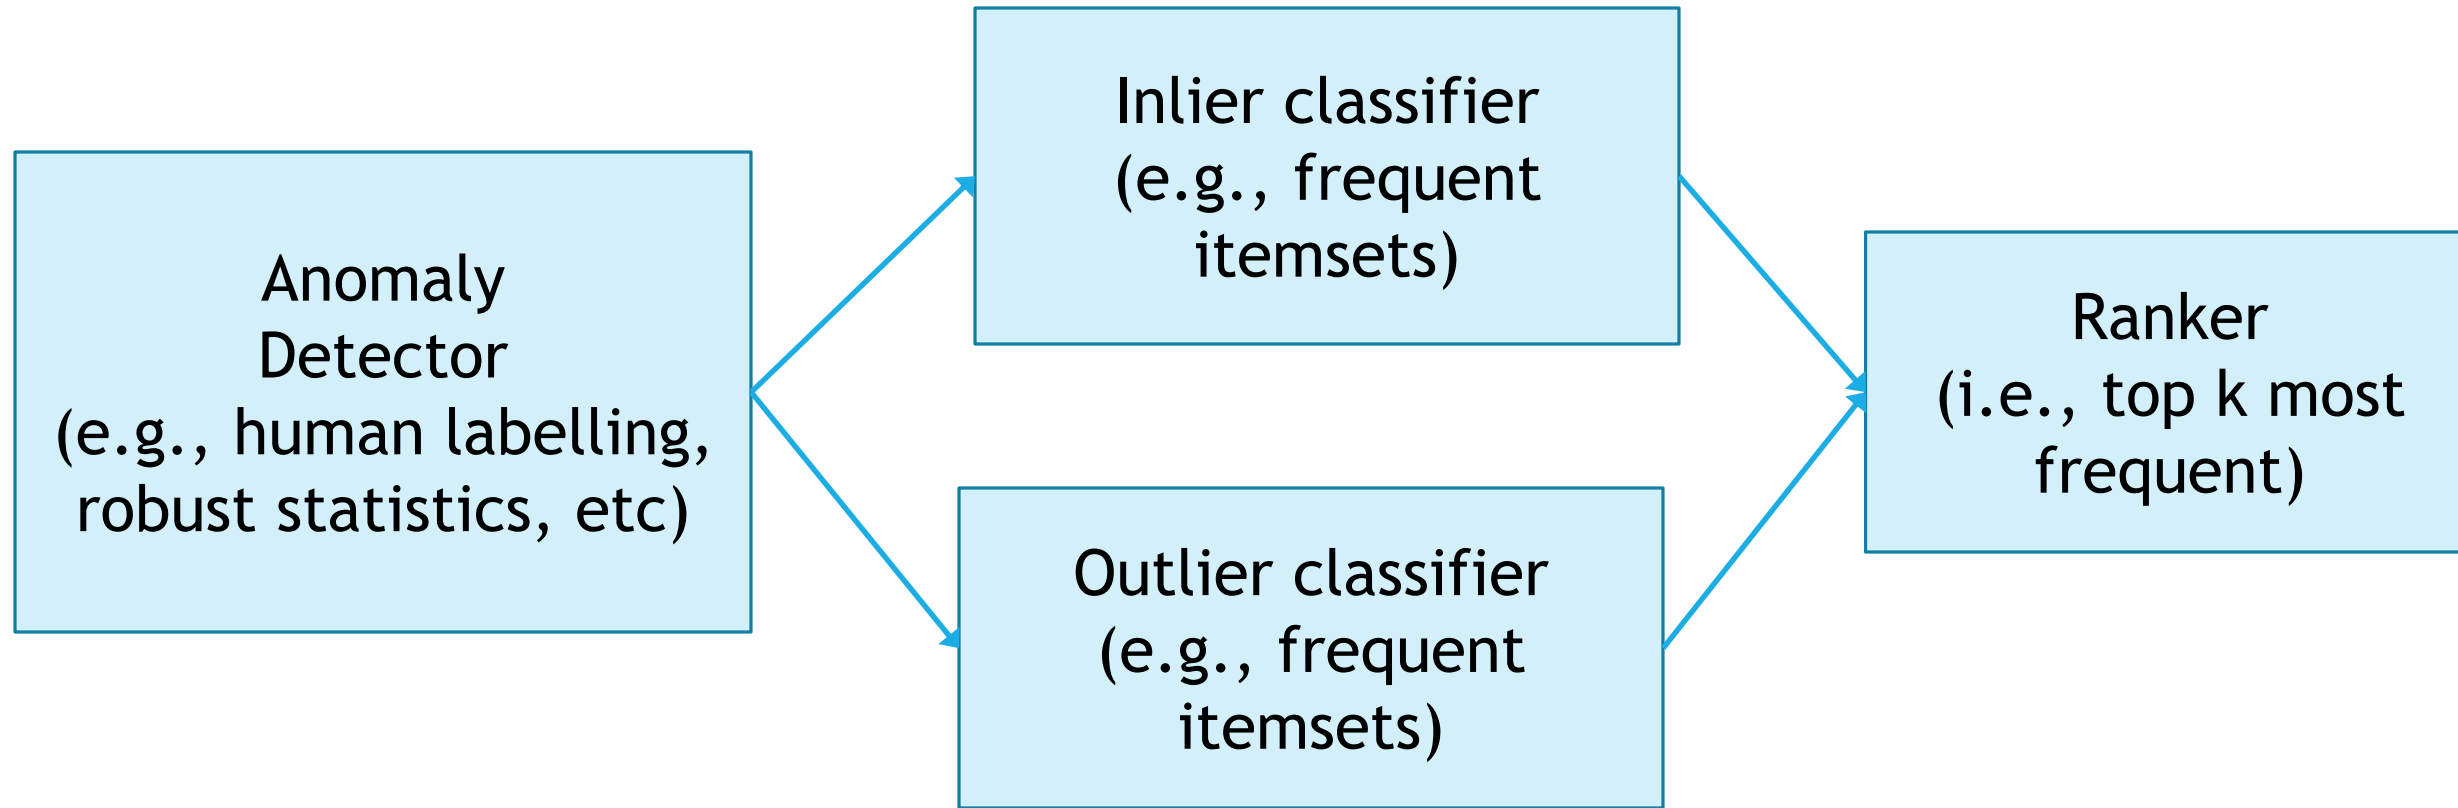 Anomaly
Detector
(e.g., human labelling,
robust statistics, etc)
Inlier classifier
(e.g., frequent
itemsets)
Outlier classifier
(e.g., frequent
itemsets)
Ranker
(i.e., top k most
frequent)